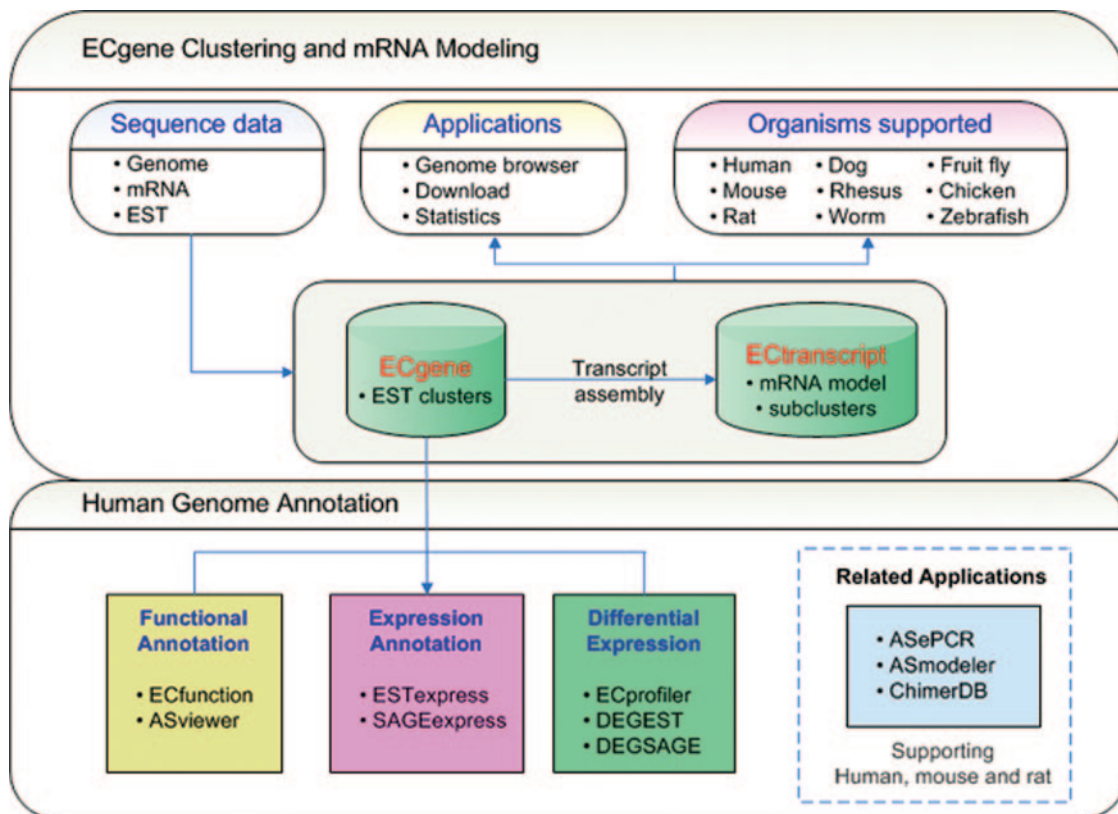 ECgene Clustering and mRNA Modeling
Sequence data
• Genome
• mRNA
• EST
Applications
• Genome browser
• Download
• Statistics
Organisms supported
• Human
• Mouse
• Rat
• Dog
• Rhesus
• Worm
• Fruit fly
• Chicken
• Zebrafish
ECgene
• EST clusters
Transcript
assembly
ECtranscript
• mRNA model
• subclusters
Human Genome Annotation
Functional
Annotation
• ECfunction
• ASviewer
Expression
Annotation
• ESTexpress
• SAGEexpress
Differential
Expression
• ECprofiler
• DEGEST
• DEGSAGE
Related Applications
• ASePCR
• ASmodeler
• ChimerDB
Supporting
Human, mouse and rat